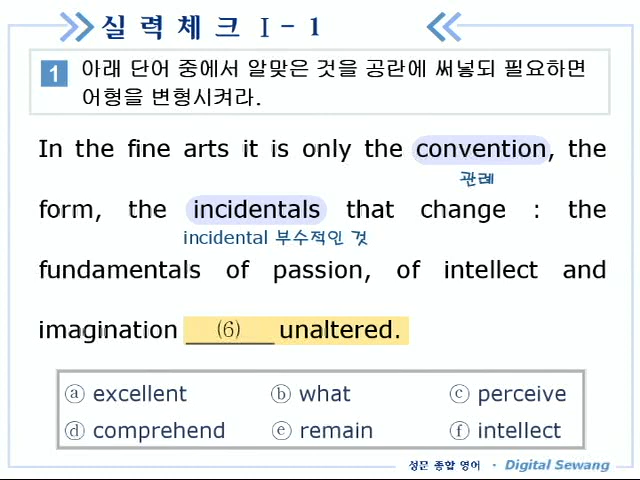 실력체크 I - 1
1 아래 단어 중에서 알맞은 것을 공란에 써넣되 필요하면
어형을 변형시켜라.
In the fine arts it is only the convention, the
관례
form, the incidentals that change : the
incidental 부수적인 것
fundamentals of passion, of intellect and
imagination ______ (6) unaltered.
ⓐ excellent ⓑ what ⓒ perceive
ⓓ comprehend ⓔ remain ⓕ intellect
성문 종합 영어 · Digital Sewang